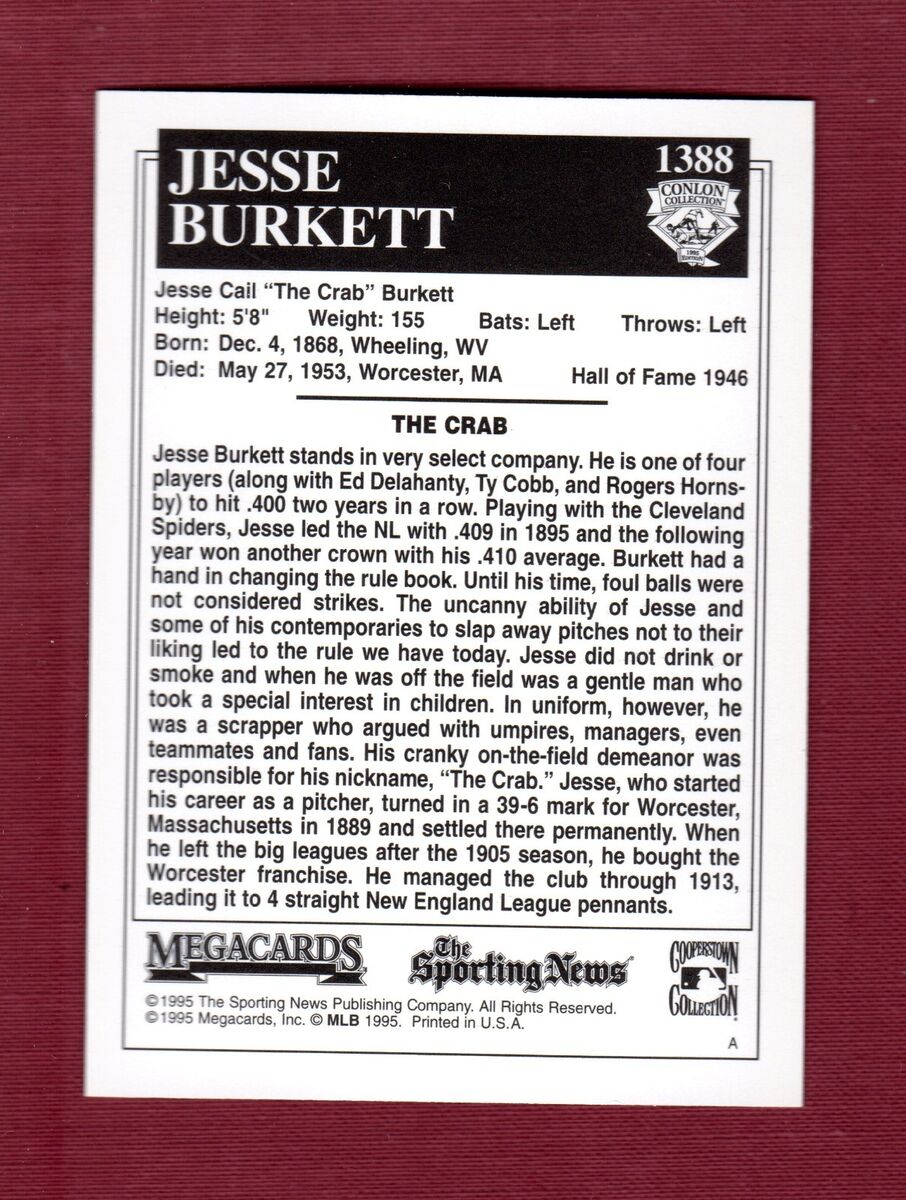 JESSE
BURKETT
1388
CONLON
COLLECTION
1995
EDITION
Jesse Cail “The Crab” Burkett
Height: 5'8" Weight: 155 Bats: Left Throws: Left
Born: Dec. 4, 1868, Wheeling, WV
Died: May 27, 1953, Worcester, MA Hall of Fame 1946
THE CRAB
Jesse Burkett stands in very select company. He is one of four
players (along with Ed Delahanty, Ty Cobb, and Rogers Horns-
by) to hit .400 two years in a row. Playing with the Cleveland
Spiders, Jesse led the NL with .409 in 1895 and the following
year won another crown with his .410 average. Burkett had a
hand in changing the rule book. Until his time, foul balls were
not considered strikes. The uncanny ability of Jesse and
some of his contemporaries to slap away pitches not to their
liking led to the rule we have today. Jesse did not drink or
smoke and when he was off the field was a gentle man who
took a special interest in children. In uniform, however, he
was a scrapper who argued with umpires, managers, even
teammates and fans. His cranky on-the-field demeanor was
responsible for his nickname, “The Crab.” Jesse, who started
his career as a pitcher, turned in a 39-6 mark for Worcester,
Massachusetts in 1889 and settled there permanently. When
he left the big leagues after the 1905 season, he bought the
Worcester franchise. He managed the club through 1913,
leading it to 4 straight New England League pennants.
MEGACARDS
The
Sporting News
COOPERSTOWN
COLLECTION
©1995 The Sporting News Publishing Company. All Rights Reserved.
©1995 Megacards, Inc. © MLB 1995. Printed in U.S.A.
A